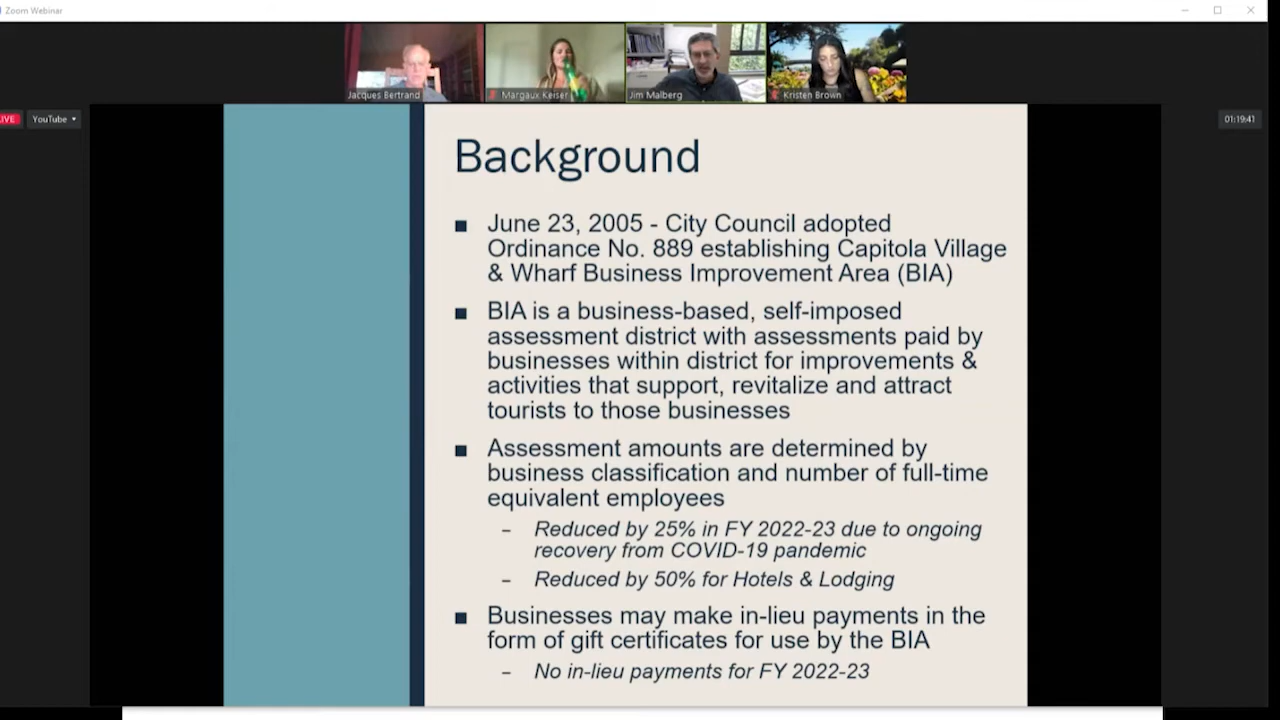 Zoom Webinar
Jacques Bertrand
Margaux Keiser
Jim Malberg
Kristen Brown
LIVE
YouTube
01:19:41
Background
■ June 23, 2005 - City Council adopted
Ordinance No. 889 establishing Capitola Village
& Wharf Business Improvement Area (BIA)
■ BIA is a business-based, self-imposed
assessment district with assessments paid by
businesses within district for improvements &
activities that support, revitalize and attract
tourists to those businesses
■ Assessment amounts are determined by
business classification and number of full-time
equivalent employees
– Reduced by 25% in FY 2022-23 due to ongoing
recovery from COVID-19 pandemic
– Reduced by 50% for Hotels & Lodging
■ Businesses may make in-lieu payments in the
form of gift certificates for use by the BIA
– No in-lieu payments for FY 2022-23